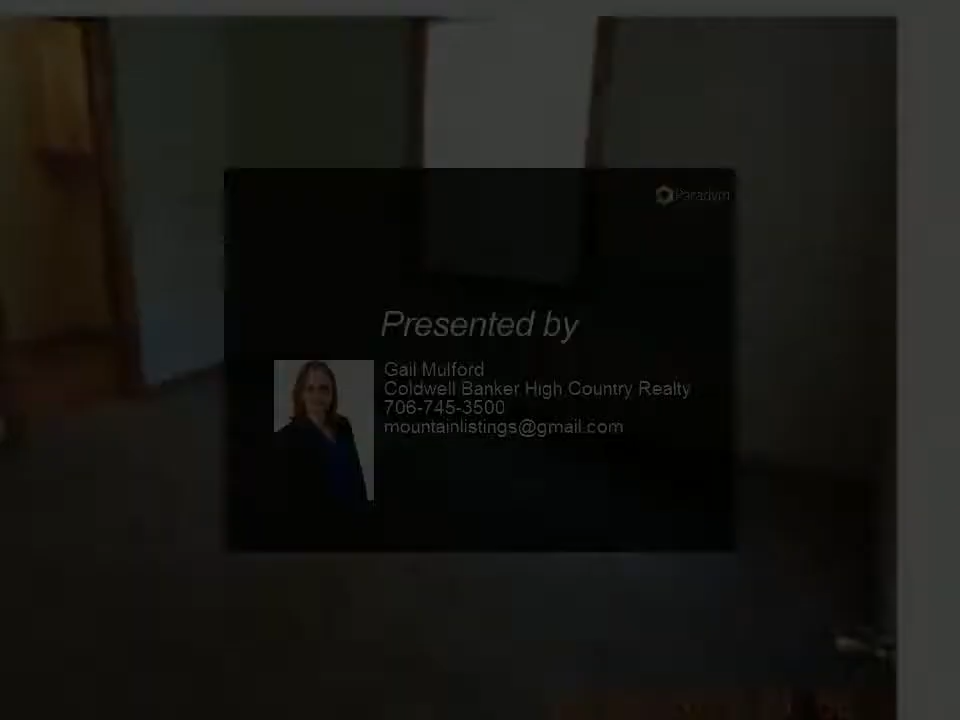 Paradym
Presented by
Gail Mulford
Coldwell Banker High Country Realty
706-745-3500
mountainlistings@gmail.com